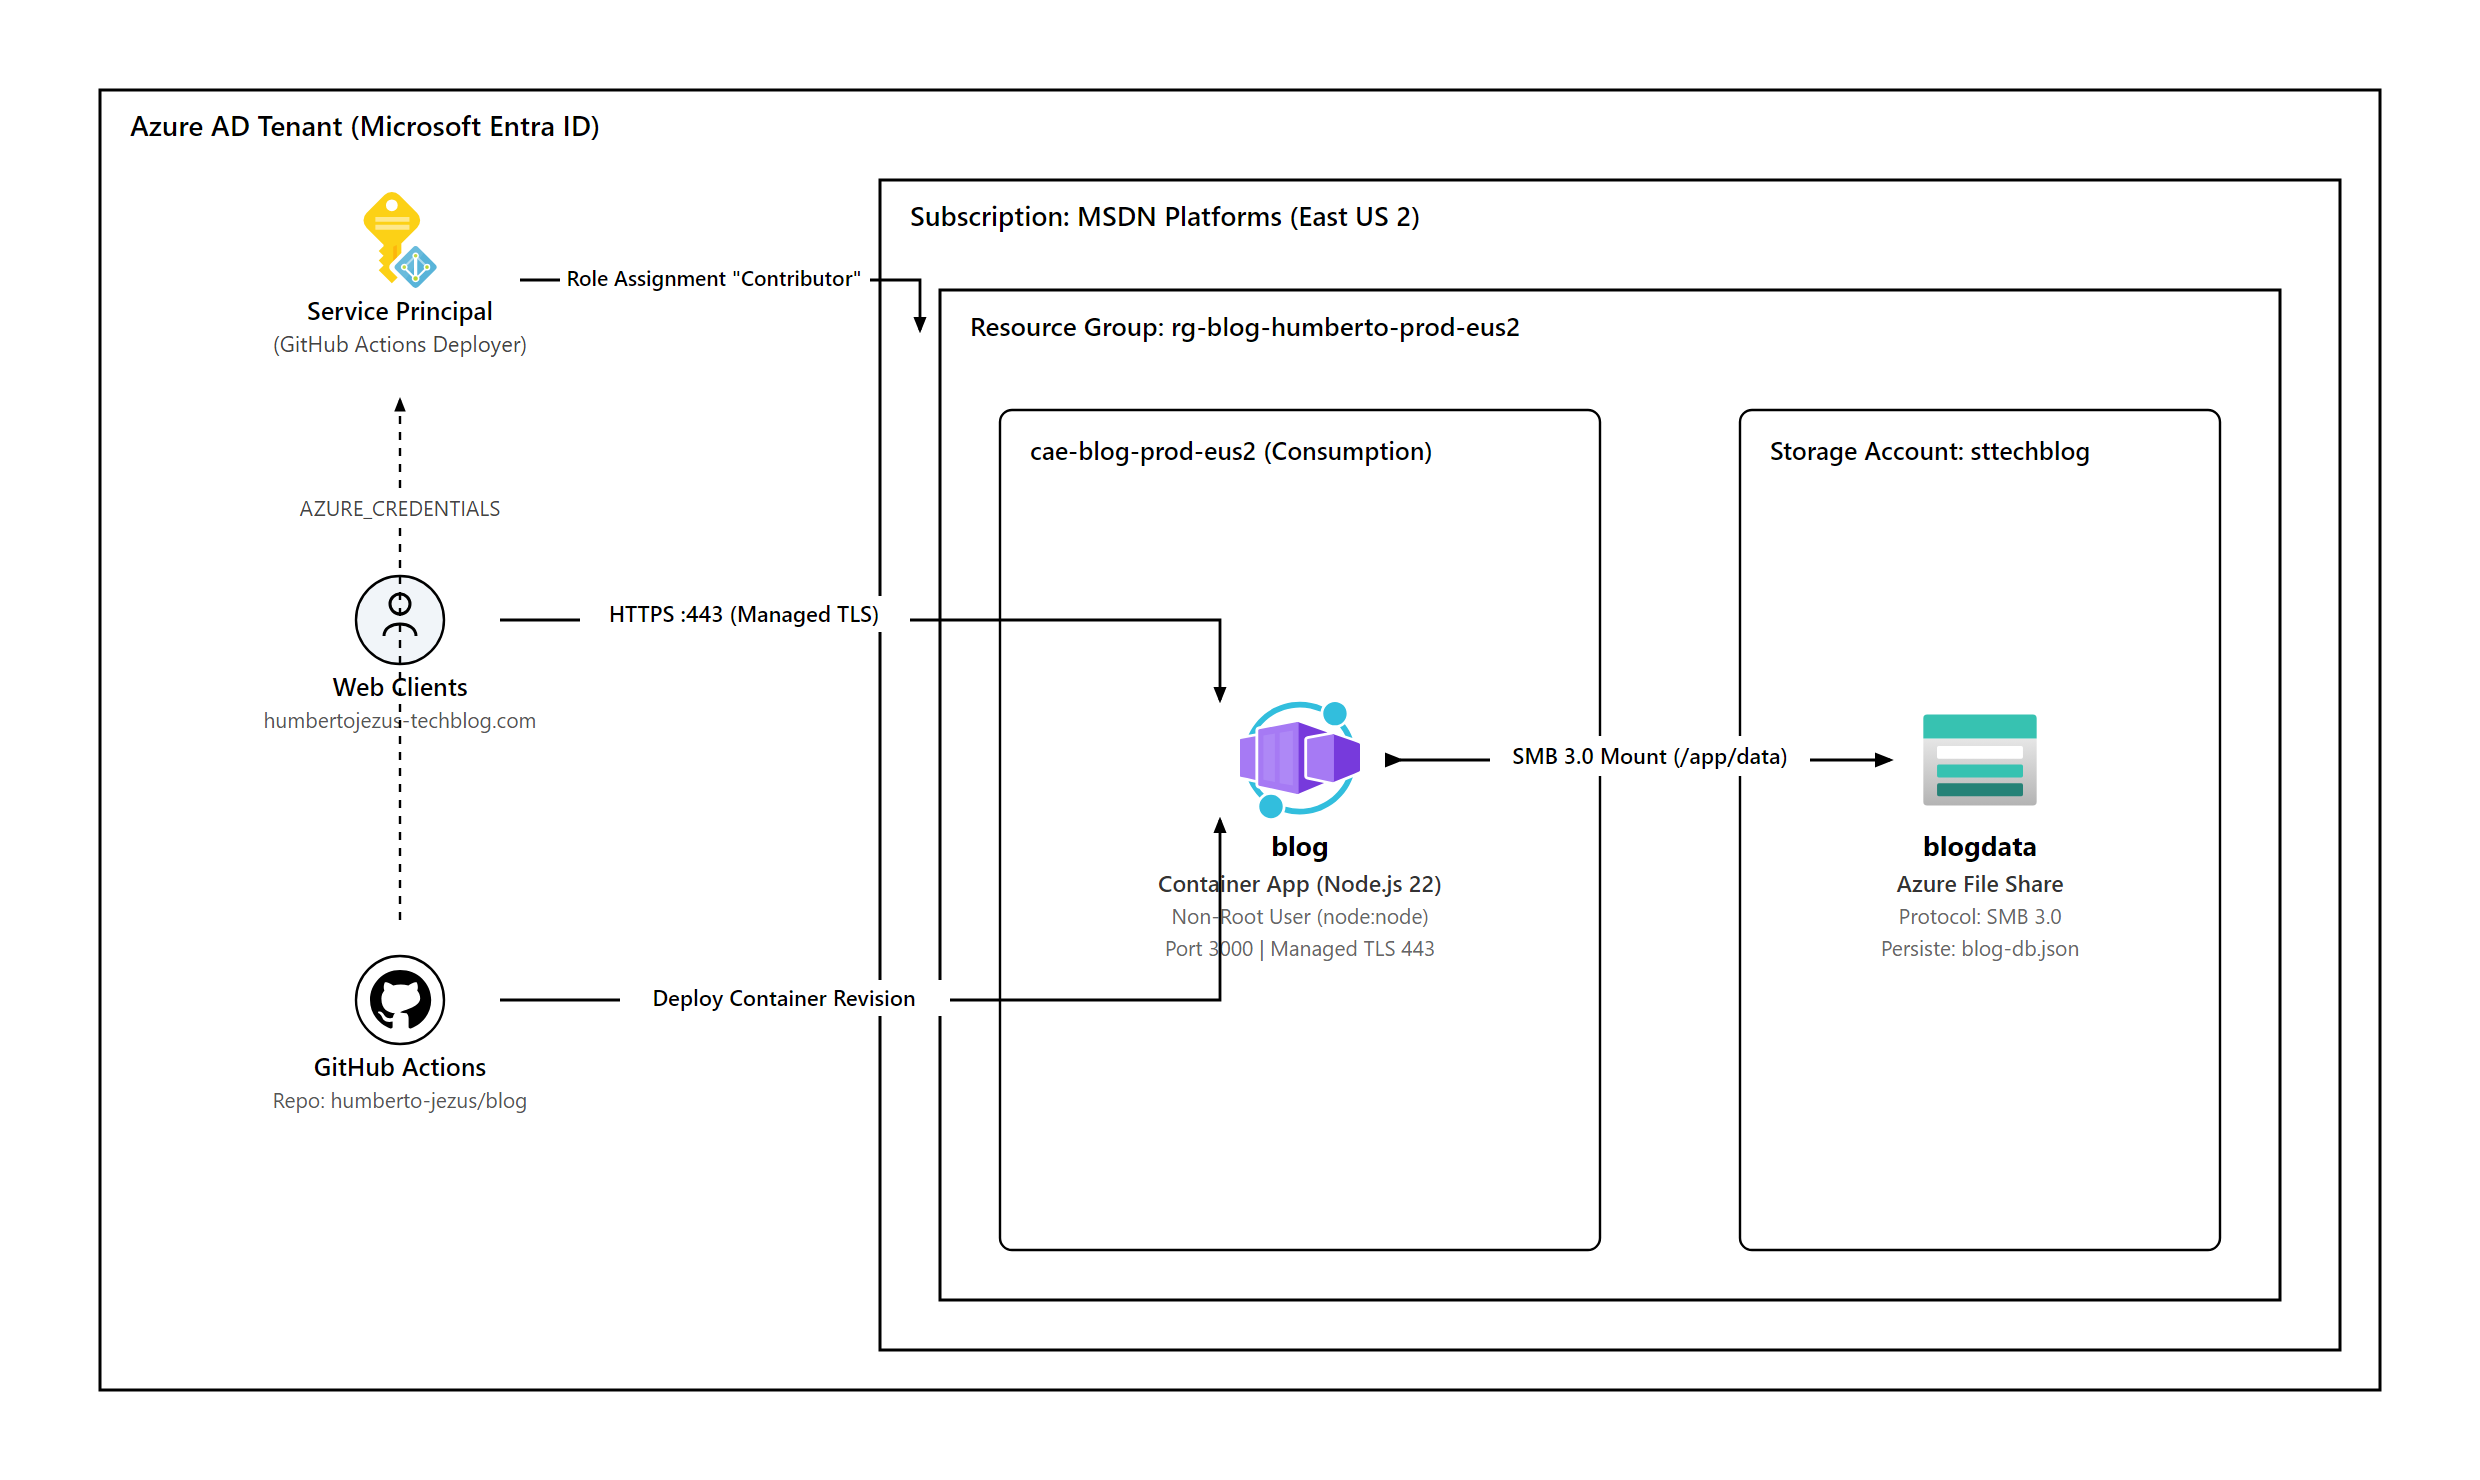 Azure AD Tenant (Microsoft Entra ID)
Subscription: MSDN Platforms (East US 2)
Role Assignment "Contributor"
Service Principal
(GitHub Actions Deployer)
Resource Group: rg-blog-humberto-prod-eus2
cae-blog-prod-eus2 (Consumption)
Storage Account: sttechblog
AZURE_CREDENTIALS
HTTPS :443 (Managed TLS)
Web Clients
humbertojezus-techblog.com
SMB 3.0 Mount (/app/data)
blog
Container App (Node.js 22)
Non-Root User (node:node)
Port 3000 | Managed TLS 443
blogdata
Azure File Share
Protocol: SMB 3.0
Persiste: blog-db.json
Deploy Container Revision
GitHub Actions
Repo: humberto-jezus/blog